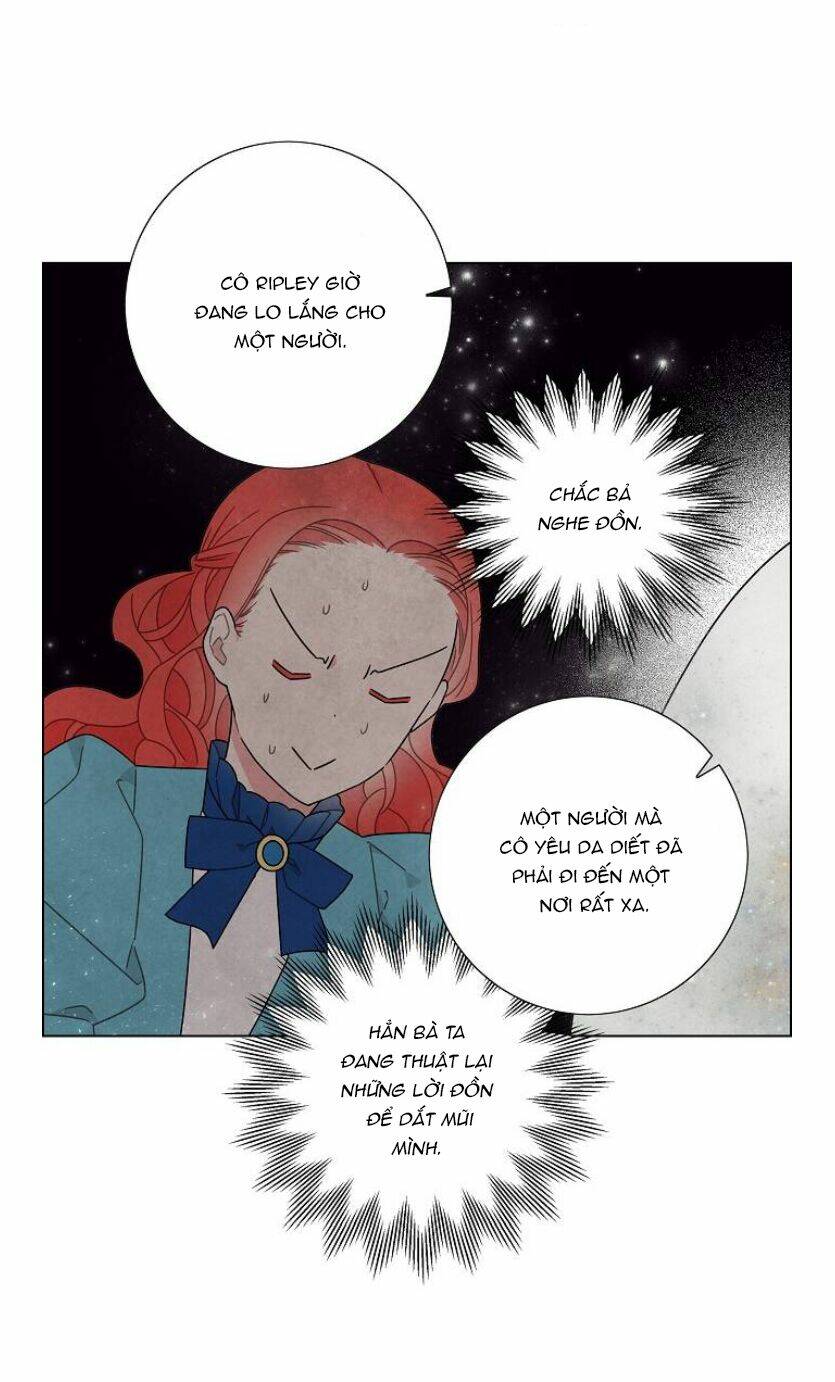 CÔ RIPLEY GIỜ
ĐANG LO LẮNG CHO
MỘT NGƯỜI.
CHẮC BẢ
NGHE ĐỒN.
MỘT NGƯỜI MÀ
CÔ YÊU DA DIẾT ĐÃ
PHẢI ĐI ĐẾN MỘT
NƠI RẤT XA.
HẲN BÀ TA
ĐANG THUẬT LẠI
NHỮNG LỜI ĐỒN
ĐỂ DẮT MŨI
MÌNH.